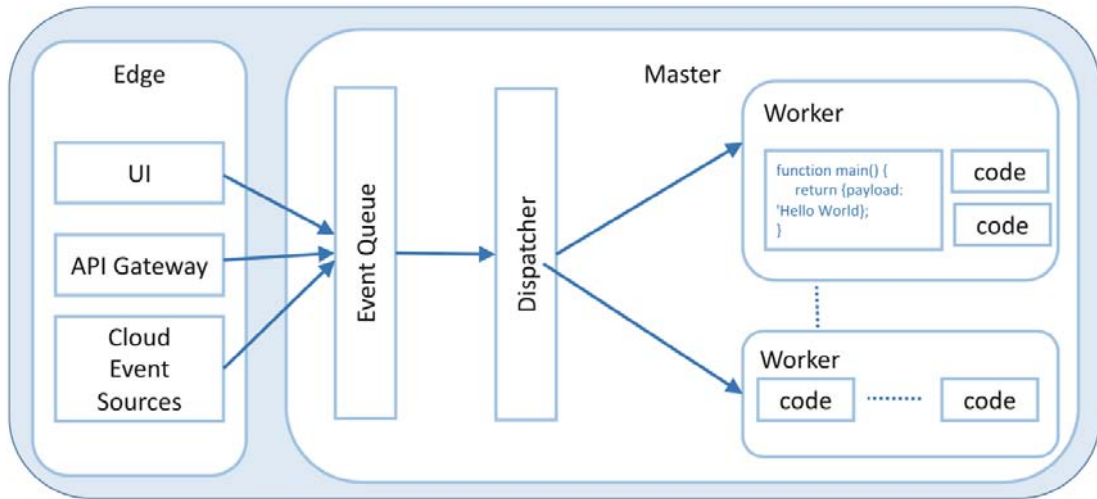 Edge
UI
API Gateway
Cloud
Event
Sources
Master
Event Queue
Dispatcher
Worker
function main() {
return {payload:
'Hello World};
}
code
code
Worker
code
code